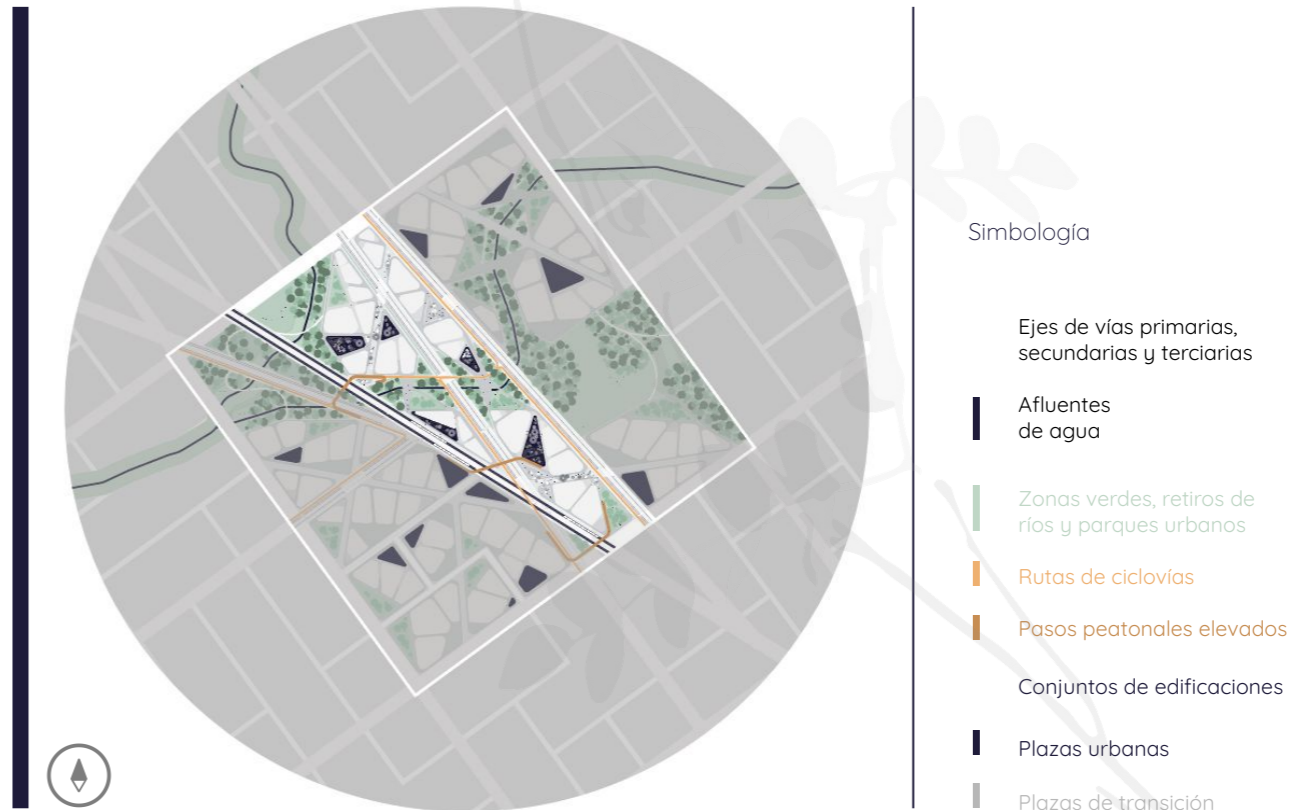 Simbología
Ejes de vías primarias,
secundarias y terciarias
Afluentes
de agua
Zonas verdes, retiros de
ríos y parques urbanos
Rutas de ciclovías
Pasos peatonales elevados
Conjuntos de edificaciones
Plazas urbanas
Plazas de transición